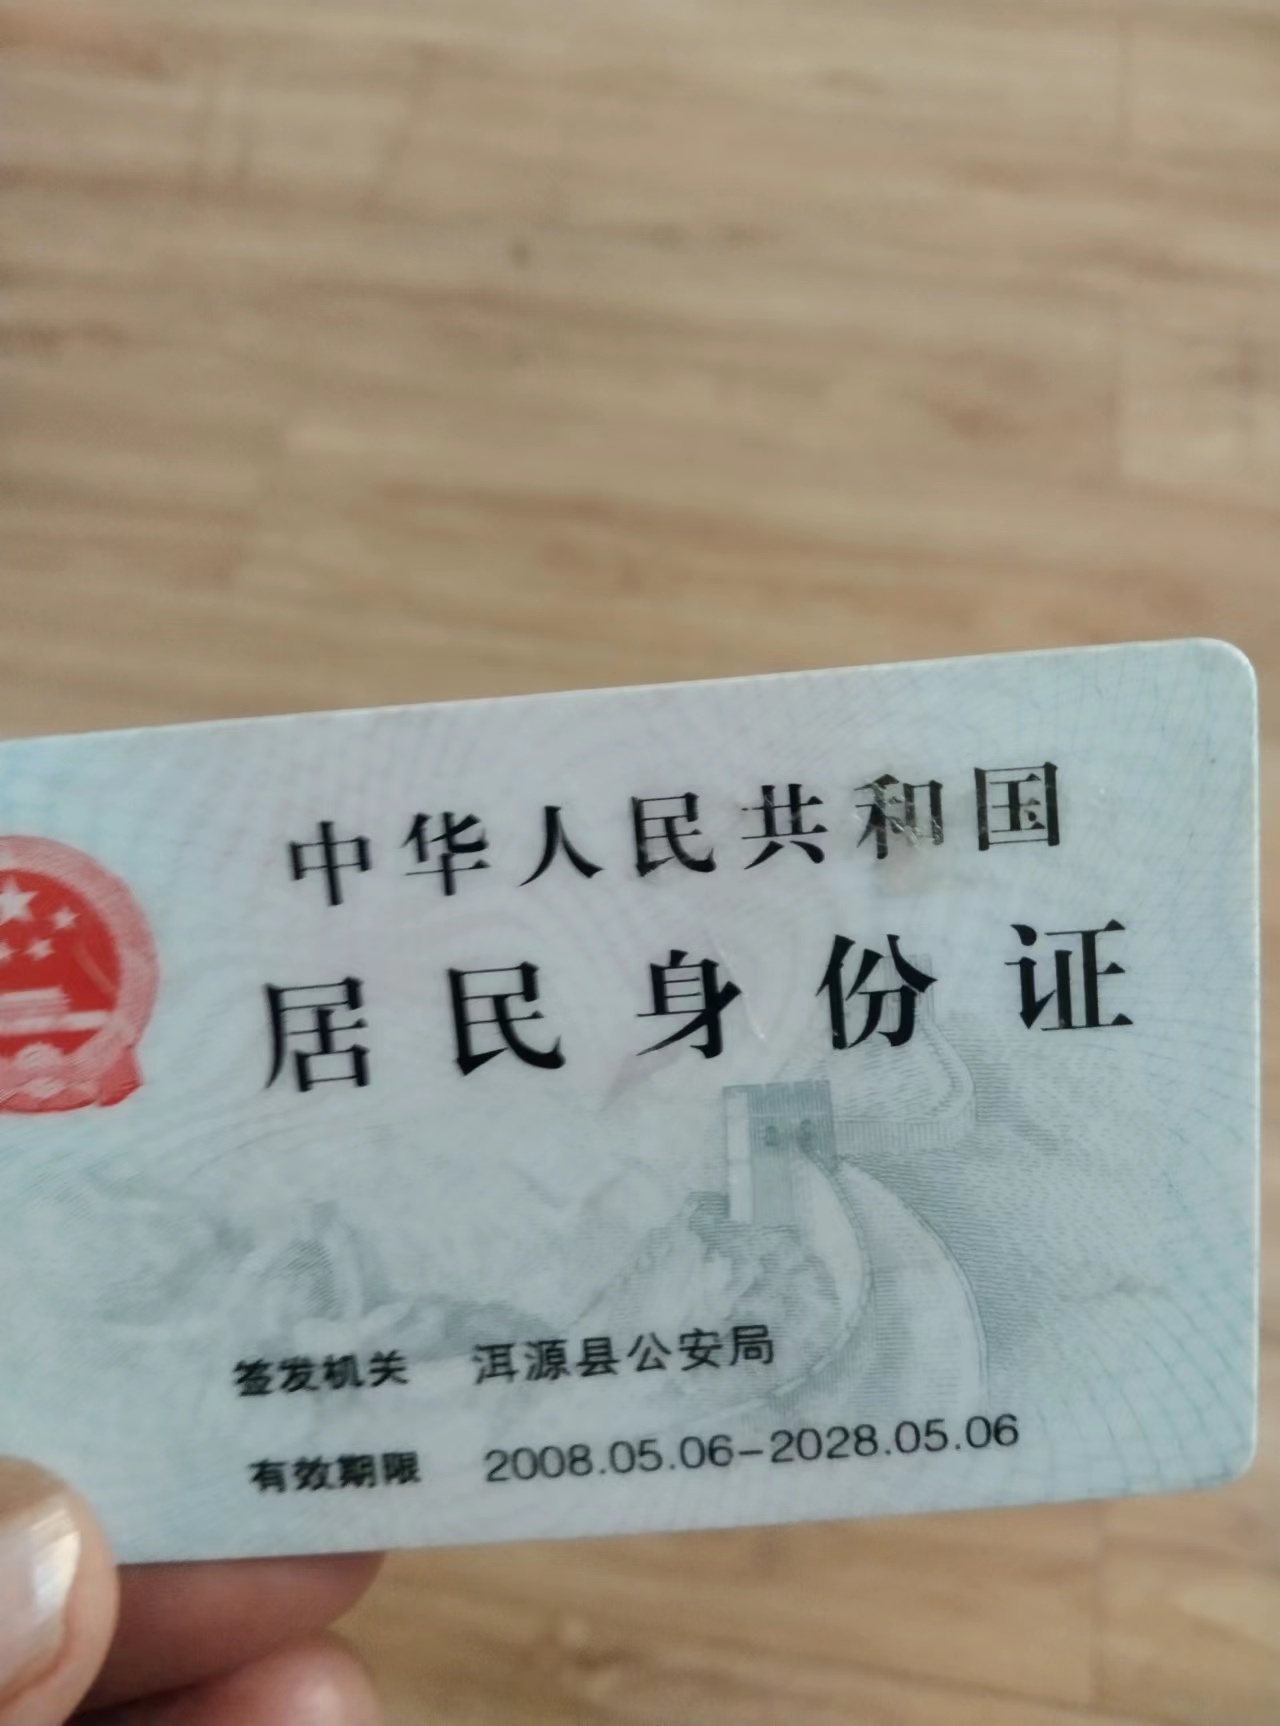 中华人民共和国
居民身份证
签发机关 洱源县公安局
有效期限 2008.05.06-2028.05.06